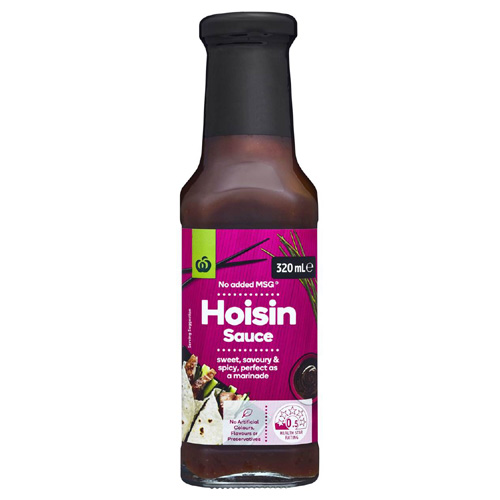 320 mL e
No added MSG
Hoisin
Sauce
sweet, savoury &
spicy, perfect as
a marinade
Serving Suggestion
No Artificial
Colours,
Flavours or
Preservatives
0.5
HEALTH STAR
RATING